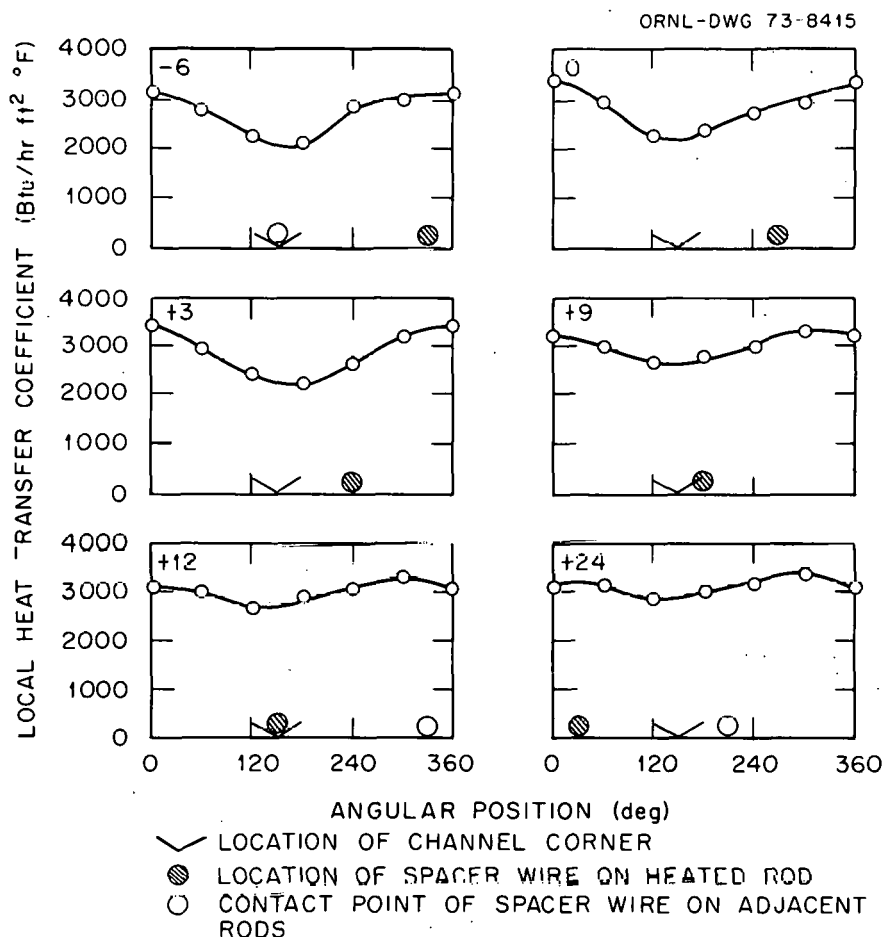 ORNL-DWG 73-8415
LOCAL HEAT TRANSFER COEFFICIENT (Btu/hr ft² °F)
-6
4000
3000
2000
1000
0
0
+3
4000
3000
2000
1000
0
+9
+12
4000
3000
2000
1000
0
+24
0 120 240 360
0 120 240 360
ANGULAR POSITION (deg)
LOCATION OF CHANNEL CORNER
LOCATION OF SPACER WIRE ON HEATED ROD
CONTACT POINT OF SPACER WIRE ON ADJACENT
RODS